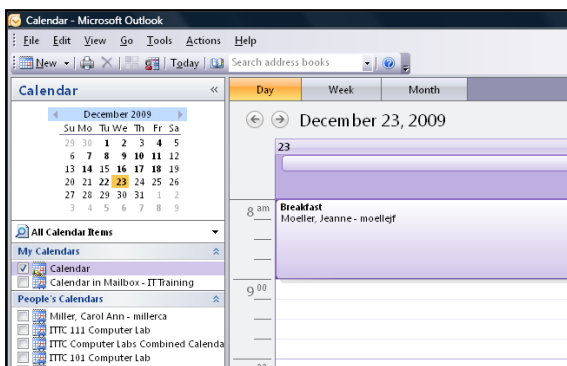 Calendar - Microsoft Outlook
File Edit View Go Tools Actions Help
New Today Search address books
Calendar «
Day Week Month
December 2009
Su Mo Tu We Th Fr Sa
29 30 1 2 3 4 5
6 7 8 9 10 11 12
13 14 15 16 17 18 19
20 21 22 23 24 25 26
27 28 29 30 31 1 2
3 4 5 6 7 8 9
All Calendar Items
My Calendars
Calendar
Calendar in Mailbox - ITTraining
People's Calendars
Miller, Carol Ann - millerca
ITTC 111 Computer Lab
ITTC Computer Labs Combined Calenda
ITTC 101 Computer Lab
December 23, 2009
23
8 am
Breakfast
Moeller, Jeanne - moellejf
9 00